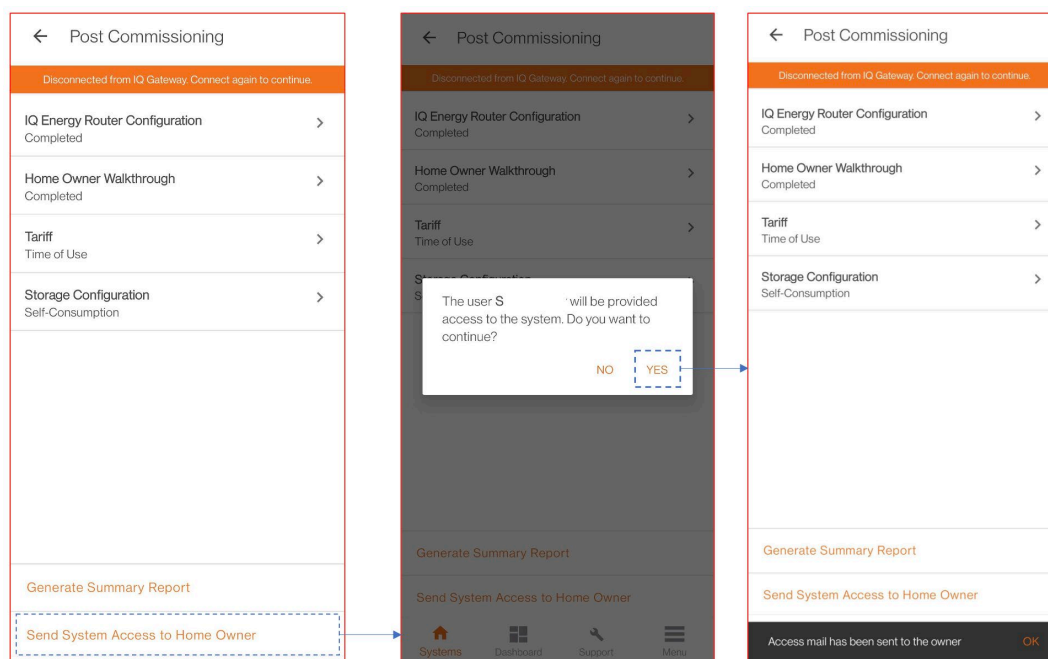 Post Commissioning
Disconnected from IQ Gateway. Connect again to continue.
IQ Energy Router Configuration
Completed
Home Owner Walkthrough
Completed
Tariff
Time of Use
Storage Configuration
Self-Consumption
Generate Summary Report
Send System Access to Home Owner
Post Commissioning
Disconnected from IQ Gateway. Connect again to continue.
IQ Energy Router Configuration
Completed
Home Owner Walkthrough
Completed
Tariff
Time of Use
Storage Configuration
S
The user S will be provided
access to the system. Do you want to
continue?
NO YES
Generate Summary Report
Send System Access to Home Owner
Systems Dashboard Support Menu
Post Commissioning
Disconnected from IQ Gateway. Connect again to continue.
IQ Energy Router Configuration
Completed
Home Owner Walkthrough
Completed
Tariff
Time of Use
Storage Configuration
Self-Consumption
Generate Summary Report
Send System Access to Home Owner
Access mail has been sent to the owner OK